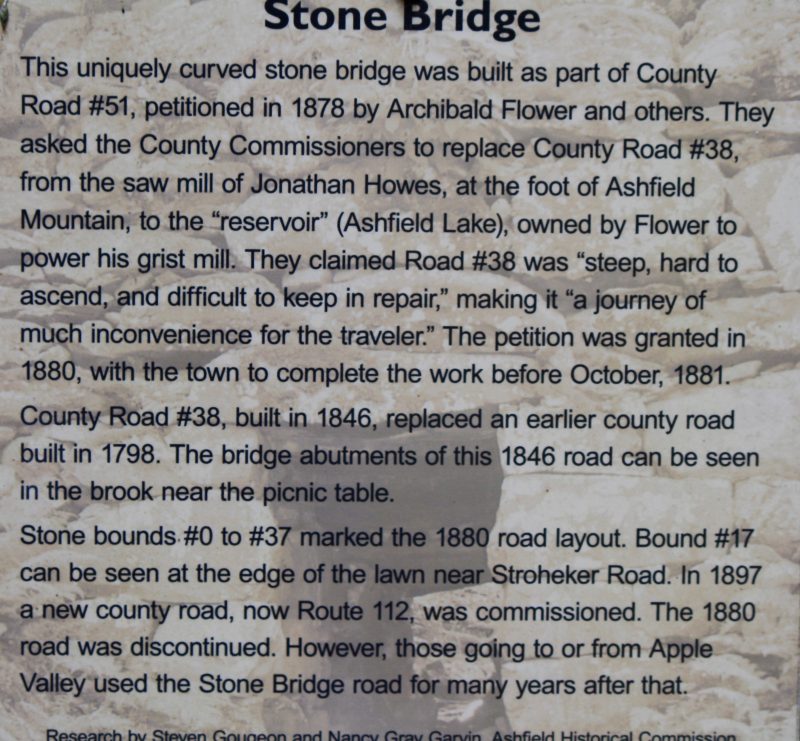 Stone Bridge
This uniquely curved stone bridge was built as part of County
Road #51, petitioned in 1878 by Archibald Flower and others. They
asked the County Commissioners to replace County Road #38,
from the saw mill of Jonathan Howes, at the foot of Ashfield
Mountain, to the “reservoir” (Ashfield Lake), owned by Flower to
power his grist mill. They claimed Road #38 was “steep, hard to
ascend, and difficult to keep in repair,” making it “a journey of
much inconvenience for the traveler.” The petition was granted in
1880, with the town to complete the work before October, 1881.
County Road #38, built in 1846, replaced an earlier county road
built in 1798. The bridge abutments of this 1846 road can be seen
in the brook near the picnic table.
Stone bounds #0 to #37 marked the 1880 road layout. Bound #17
can be seen at the edge of the lawn near Stroheker Road. In 1897
a new county road, now Route 112, was commissioned. The 1880
road was discontinued. However, those going to or from Apple
Valley used the Stone Bridge road for many years after that.
Research by Steven Gougeon and Nancy Gray Garvin, Ashfield Historical Commission